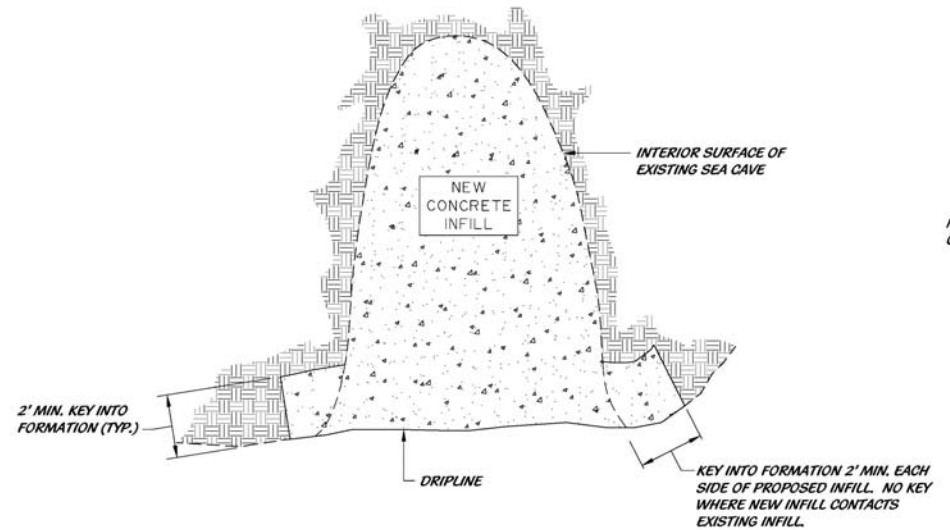 INTERIOR SURFACE OF
EXISTING SEA CAVE
NEW
CONCRETE
INFILL
2' MIN. KEY INTO
FORMATION (TYP.)
DRIPLINE
KEY INTO FORMATION 2' MIN. EACH
SIDE OF PROPOSED INFILL. NO KEY
WHERE NEW INFILL CONTACTS
EXISTING INFILL.